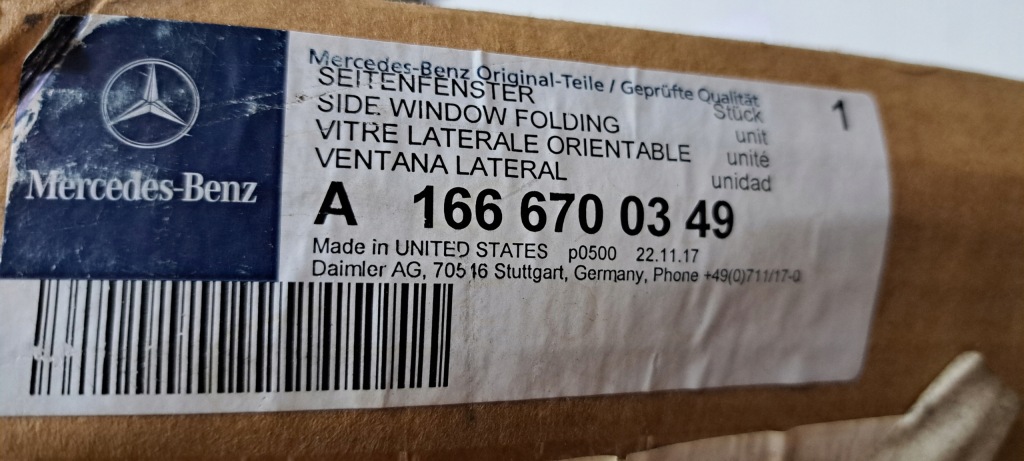 Mercedes-Benz
Mercedes-Benz Original-Teile / Geprüfte Qualität
SEITENFENSTER Stück 1
SIDE WINDOW FOLDING unit
VITRE LATERALE ORIENTABLE unité
VENTANA LATERAL unidad
A 166 670 03 49
Made in UNITED STATES p0500 22.11.17
Daimler AG, 70546 Stuttgart, Germany, Phone +49(0)711/17-0